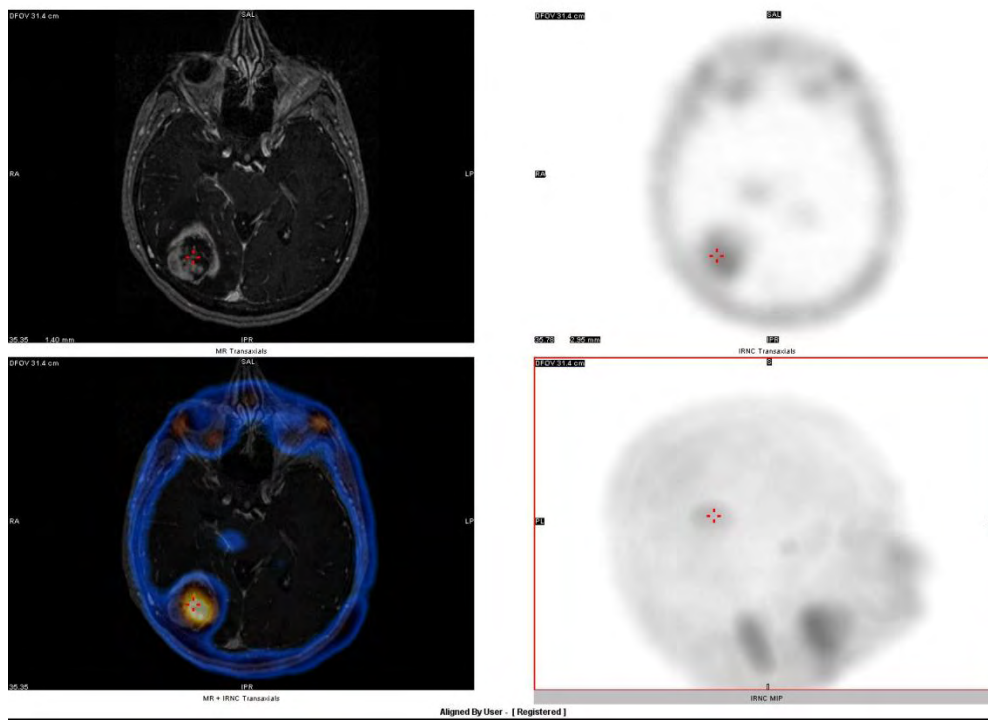 DFOV 31.4 cm
SAL
RA
LP
35.35 1.40 mm
IPR
MR Transaxials
DFOV 31.4 cm
SAL
RA
35.78 2.95 mm
IPR
IRNC Transaxials
DFOV 31.4 cm
SAL
RA
LP
35.35
IPR
MR + IRNC Transaxials
DFOV 31.4 cm
S
PL
I
IRNC MIP
Aligned By User - [ Registered ]